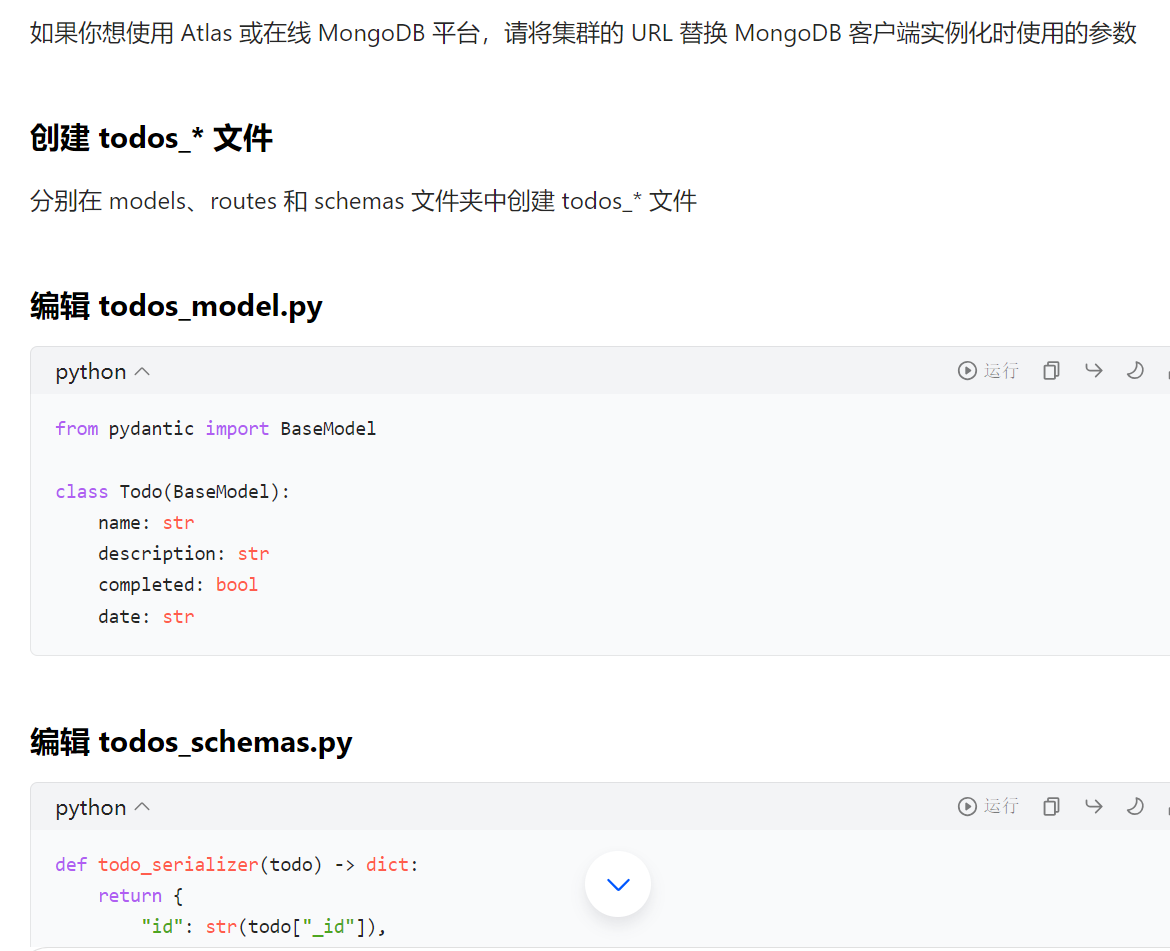 如果你想使用 Atlas 或在线 MongoDB 平台，请将集群的 URL 替换 MongoDB 客户端实例化时使用的参数
创建 todos_* 文件
分别在 models、routes 和 schemas 文件夹中创建 todos_* 文件
编辑 todos_model.py
python 运行
from pydantic import BaseModel
class Todo(BaseModel):
    name: str
    description: str
    completed: bool
    date: str
编辑 todos_schemas.py
python 运行
def todo_serializer(todo) -> dict:
    return {
        "id": str(todo["_id"]),